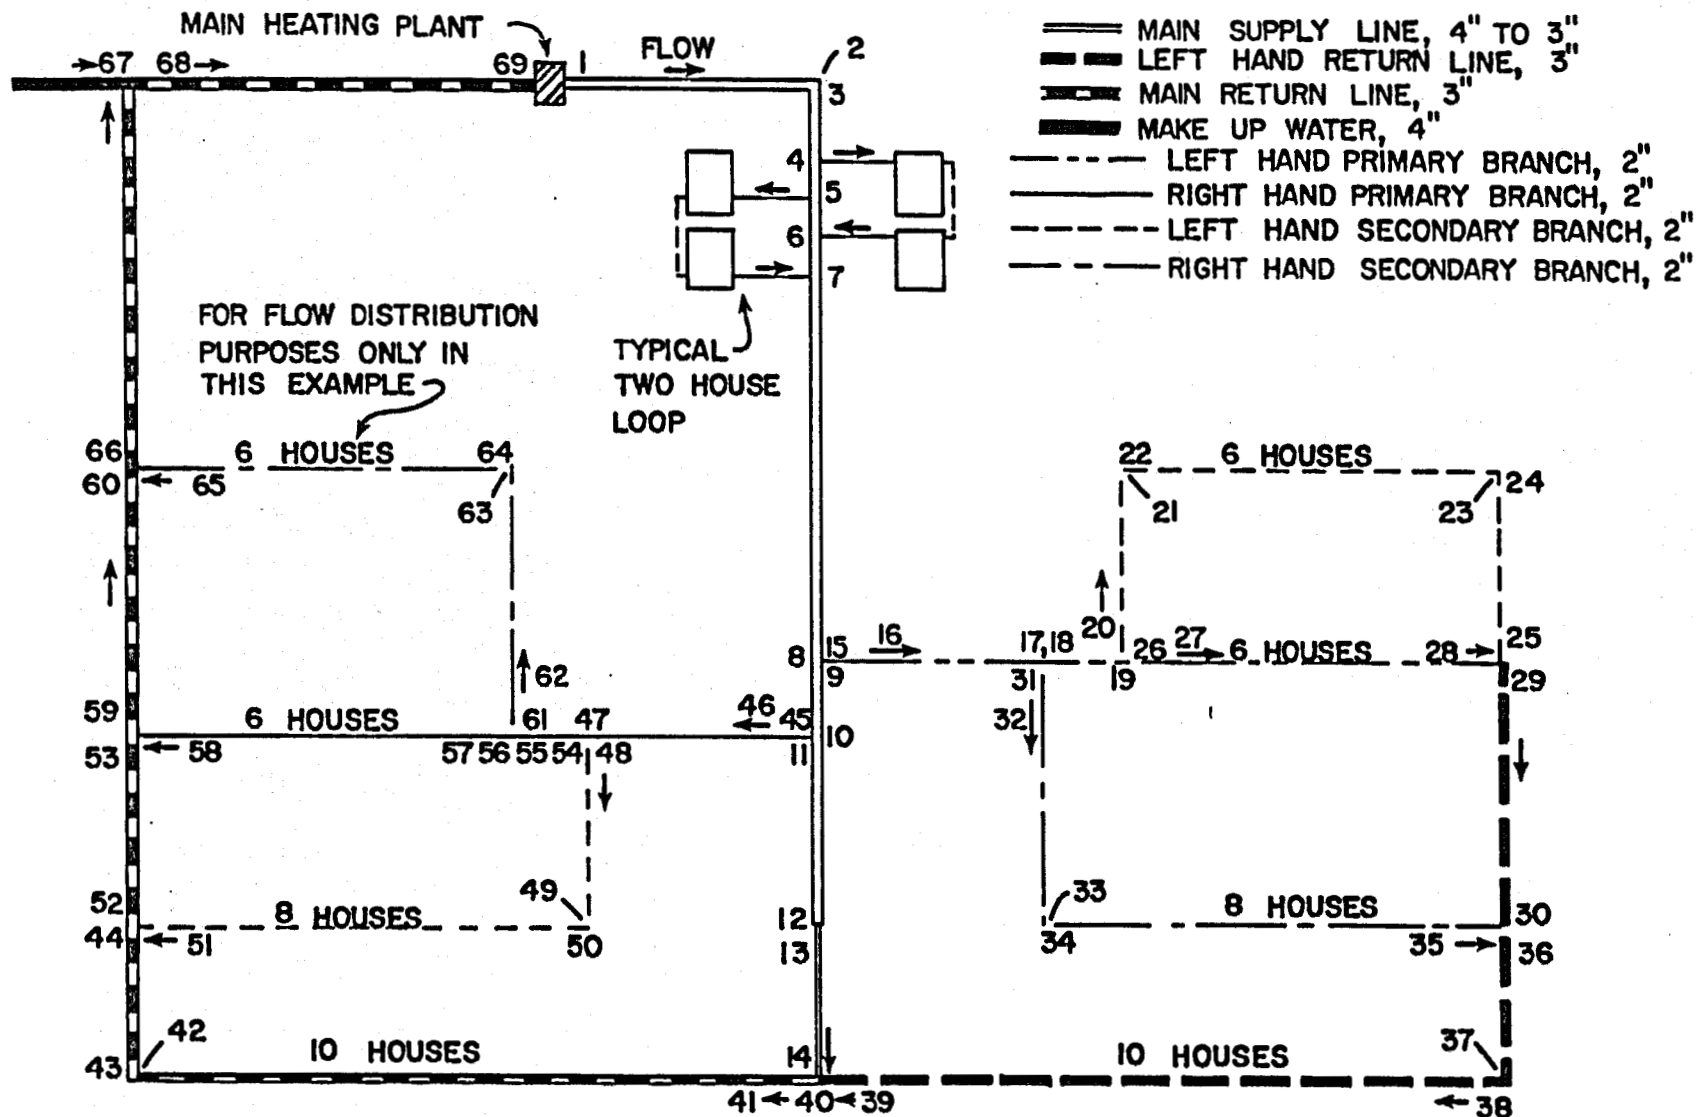 MAIN HEATING PLANT
FLOW
67 68 69 1 2
3
MAIN SUPPLY LINE, 4" TO 3"
LEFT HAND RETURN LINE, 3"
MAIN RETURN LINE, 3"
MAKE UP WATER, 4"
LEFT HAND PRIMARY BRANCH, 2"
RIGHT HAND PRIMARY BRANCH, 2"
LEFT HAND SECONDARY BRANCH, 2"
RIGHT HAND SECONDARY BRANCH, 2"
4
5
6
7
FOR FLOW DISTRIBUTION
PURPOSES ONLY IN
THIS EXAMPLE
TYPICAL
TWO HOUSE
LOOP
66 6 HOUSES 64
60 65
63
22 6 HOUSES
24
21 23
20
8 15 16 17,18 26 27 6 HOUSES 28 25
9 31 19 29
32
62
59 6 HOUSES 61 47 46 45
10
53 58 57 56 55 54 48 11
49
52 8 HOUSES 12
44 51 50 13
33
8 HOUSES 30
34 35 36
42
43 10 HOUSES 14
10 HOUSES 37
41 40 39 38